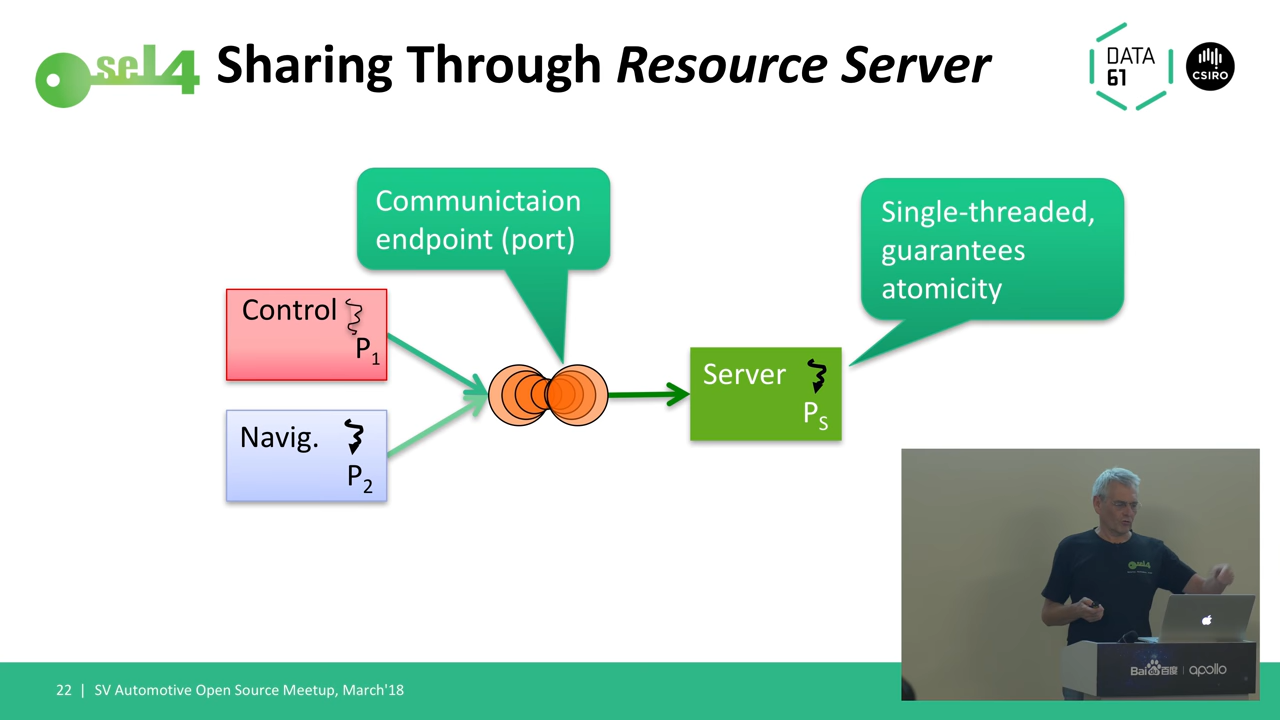 seL4 Sharing Through Resource Server
DATA
61
CSIRO
Communictaion
endpoint (port)
Single-threaded,
guarantees
atomicity
Control
P1
Server
PS
Navig.
P2
seL4
Bai百度 | apollo
22 | SV Automotive Open Source Meetup, March'18